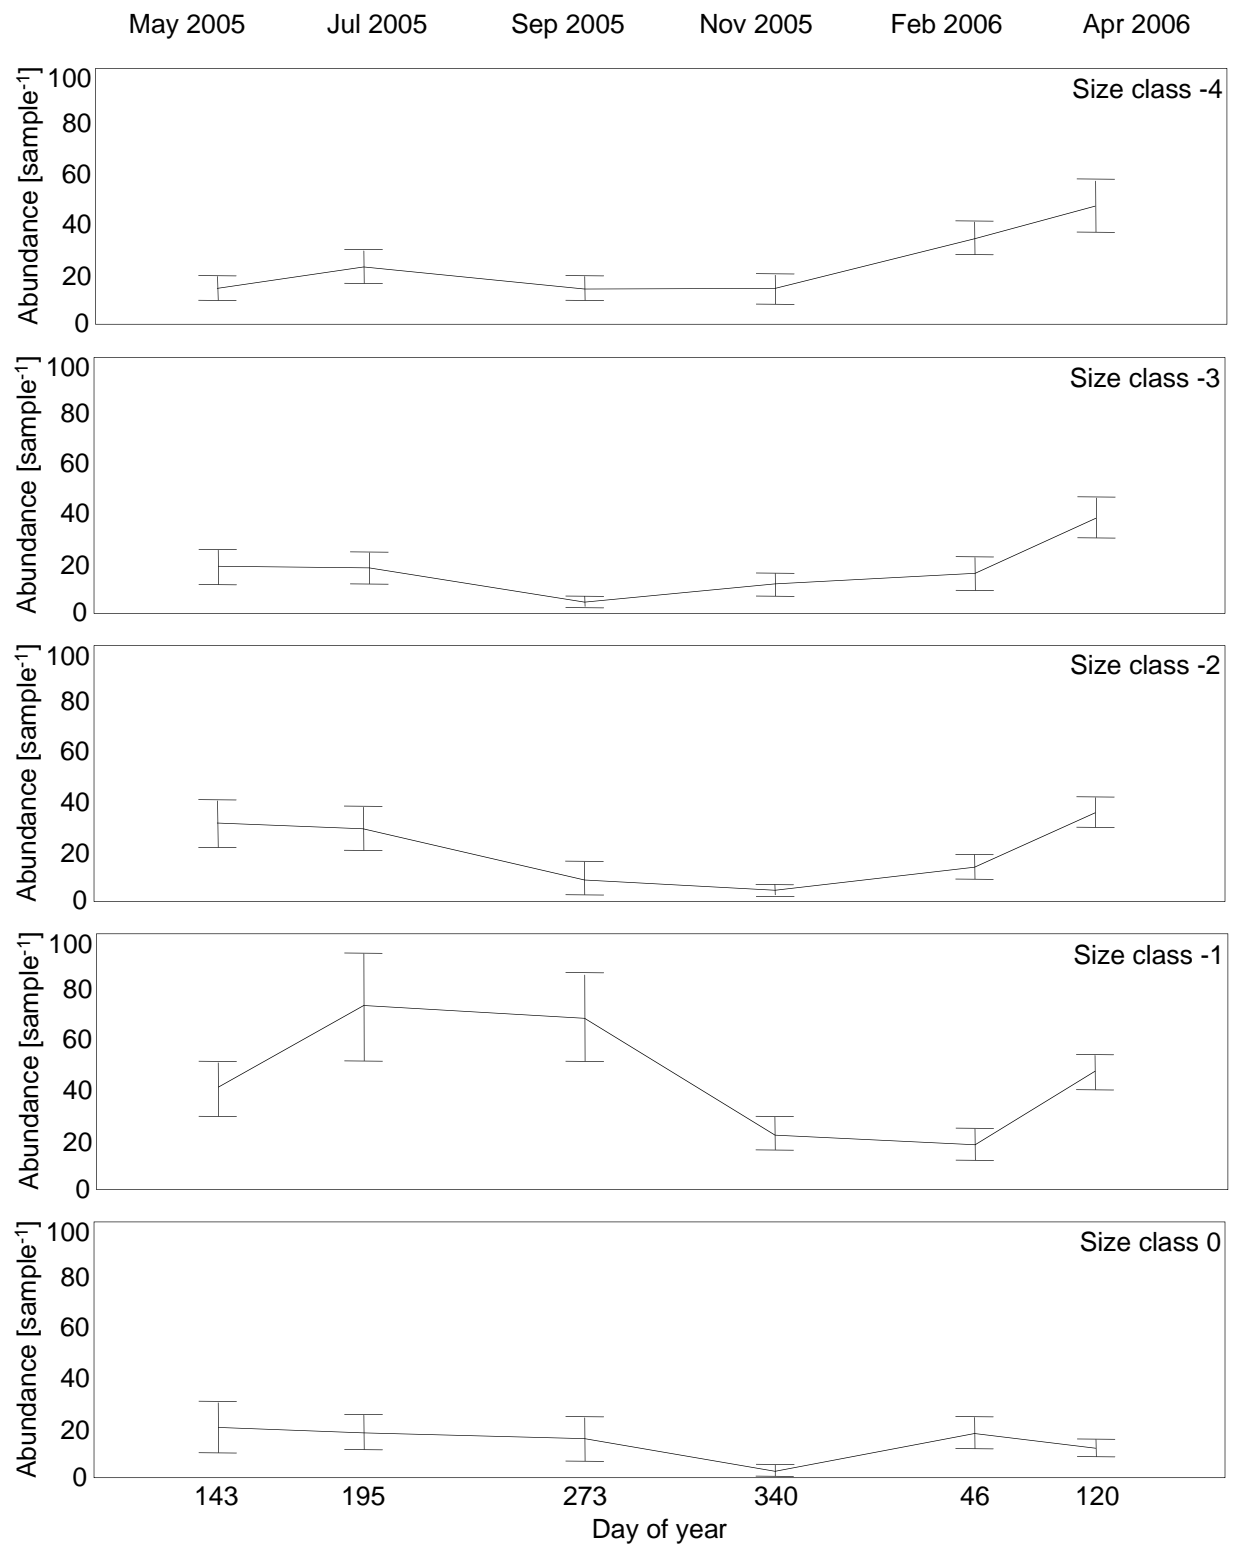 May 2005 Jul 2005 Sep 2005 Nov 2005 Feb 2006 Apr 2006
Size class -4
Abundance [sample-1]
100
80
60
40
20
0
Size class -3
Abundance [sample-1]
100
80
60
40
20
0
Size class -2
Abundance [sample-1]
100
80
60
40
20
0
Size class -1
Abundance [sample-1]
100
80
60
40
20
0
Size class 0
Abundance [sample-1]
100
80
60
40
20
0
143 195 273 340 46 120
Day of year